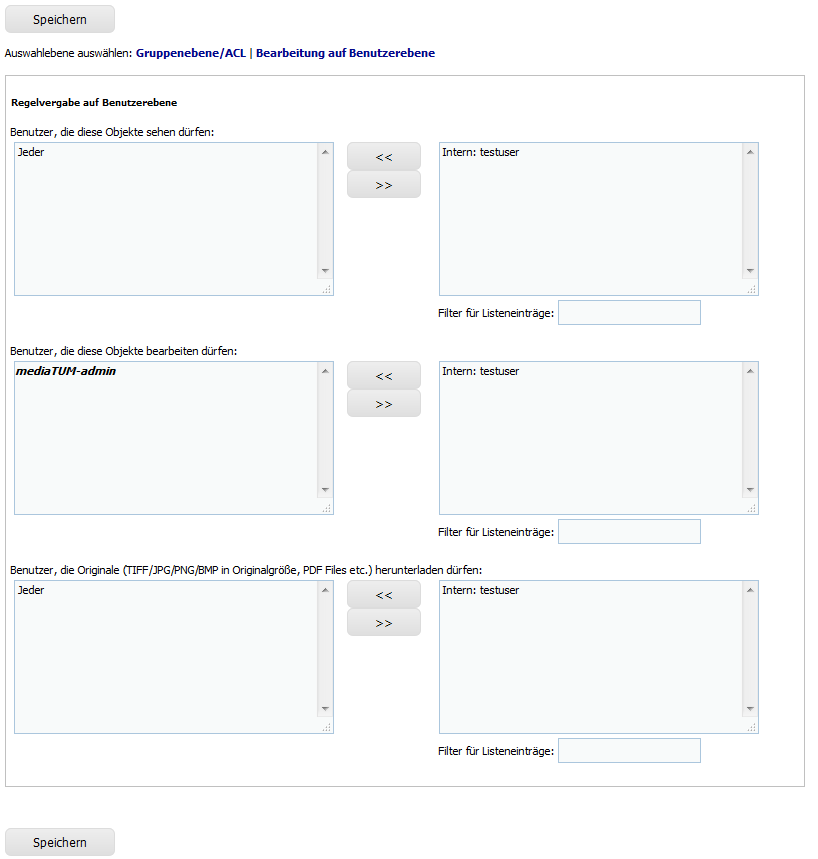 Speichern
Auswahlebene auswählen: Gruppenebene/ACL | Bearbeitung auf Benutzerebene
Regelvergabe auf Benutzerebene
Benutzer, die diese Objekte sehen dürfen:
Jeder
<<
>>
Intern: testuser
Filter für Listeneinträge:
Benutzer, die diese Objekte bearbeiten dürfen:
mediaTUM-admin
<<
>>
Intern: testuser
Filter für Listeneinträge:
Benutzer, die Originale (TIFF/JPG/PNG/BMP in Originalgröße, PDF Files etc.) herunterladen dürfen:
Jeder
<<
>>
Intern: testuser
Filter für Listeneinträge:
Speichern